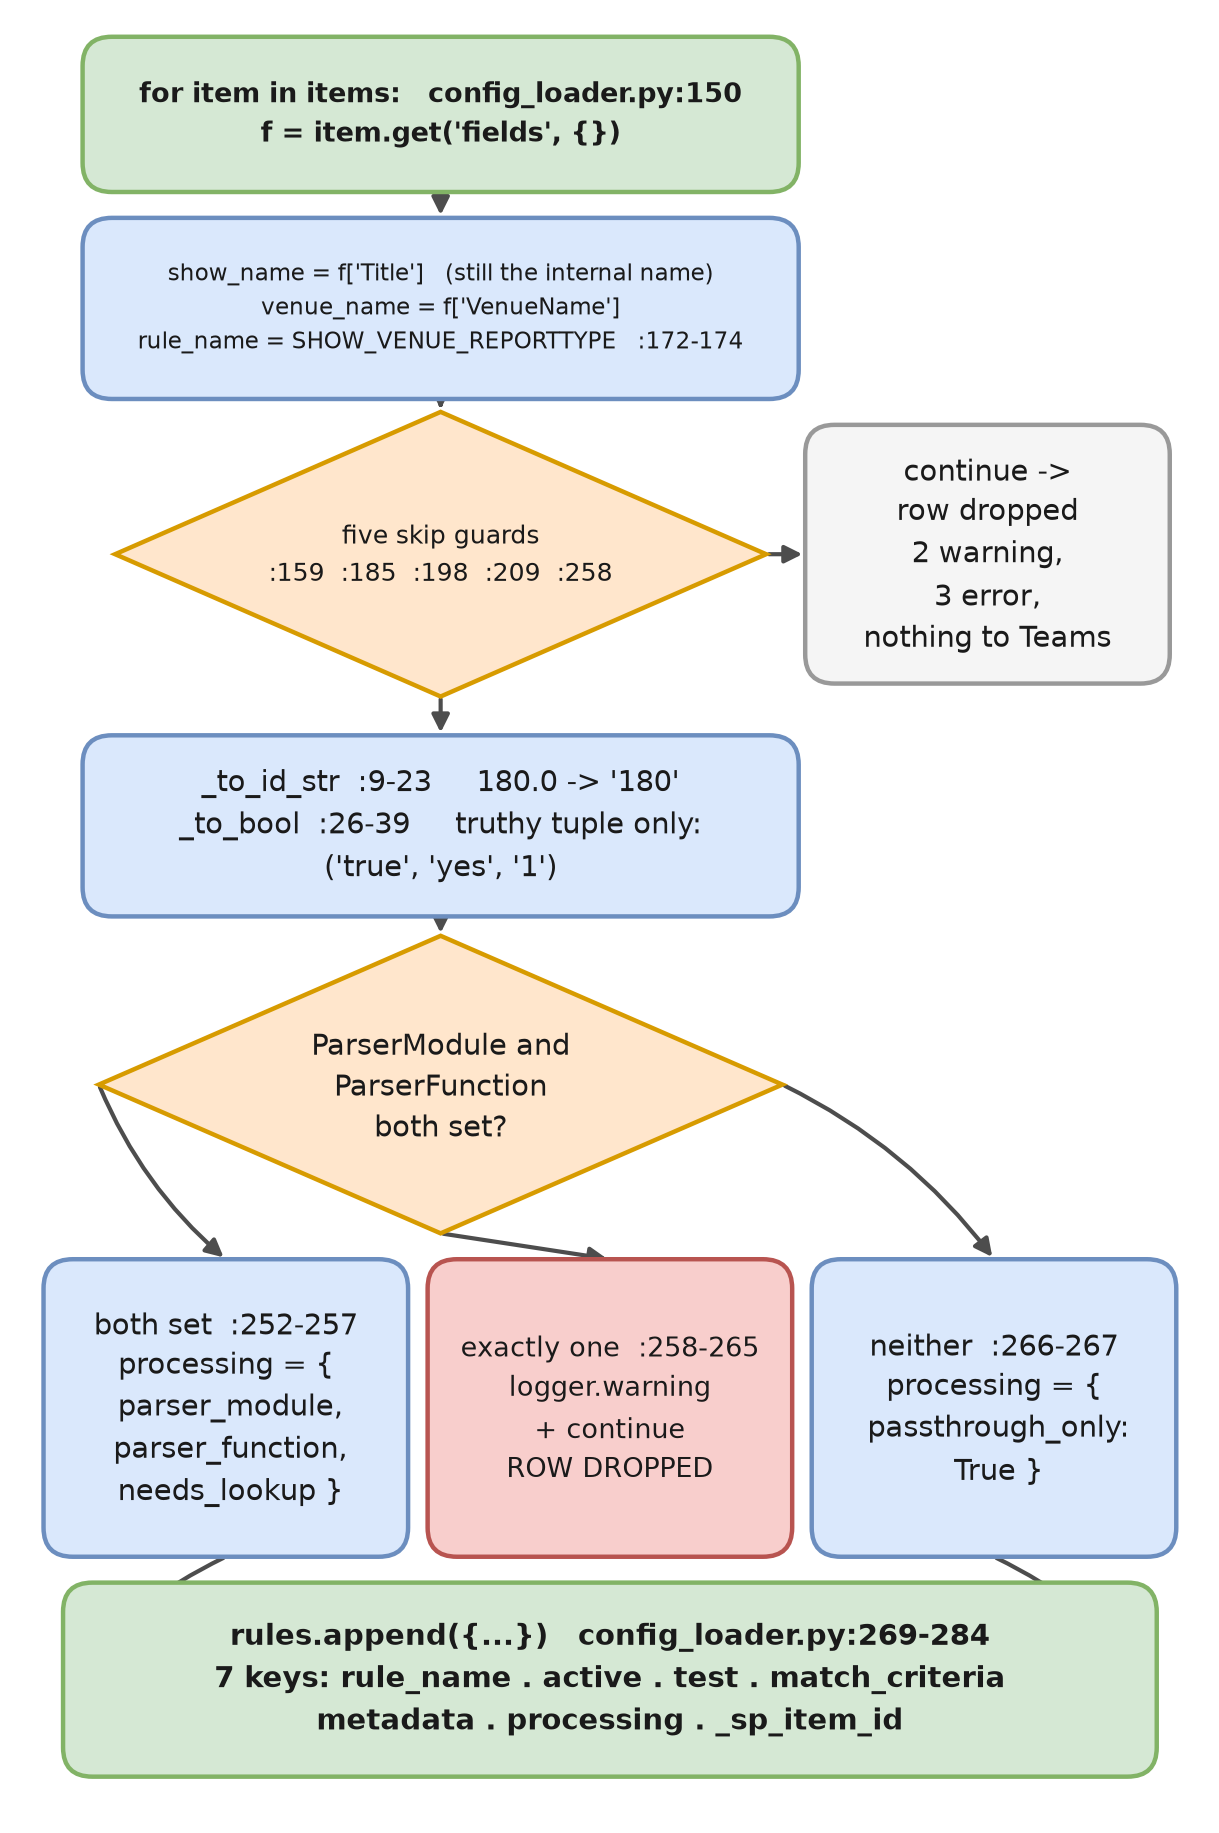 for item in items:   config_loader.py:150
f = item.get('fields', {})
show_name = f['Title']   (still the internal name)
venue_name = f['VenueName']
rule_name = SHOW_VENUE_REPORTTYPE   :172-174
five skip guards
:159  :185  :198  :209  :258
continue ->
row dropped
2 warning,
3 error,
nothing to Teams
_to_id_str  :9-23     180.0 -> '180'
_to_bool  :26-39     truthy tuple only:
('true', 'yes', '1')
ParserModule and
ParserFunction
both set?
both set  :252-257
processing = {
parser_module,
parser_function,
needs_lookup }
exactly one  :258-265
logger.warning
+ continue
ROW DROPPED
neither  :266-267
processing = {
passthrough_only:
True }
rules.append({...})   config_loader.py:269-284
7 keys: rule_name . active . test . match_criteria
metadata . processing . _sp_item_id